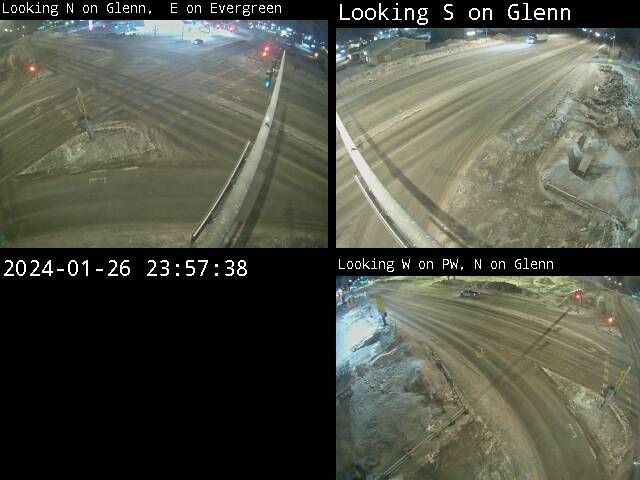 Looking N on Glenn,  E on Evergreen
Looking S on Glenn
2024-01-26 23:57:38
Looking W on PW, N on Glenn